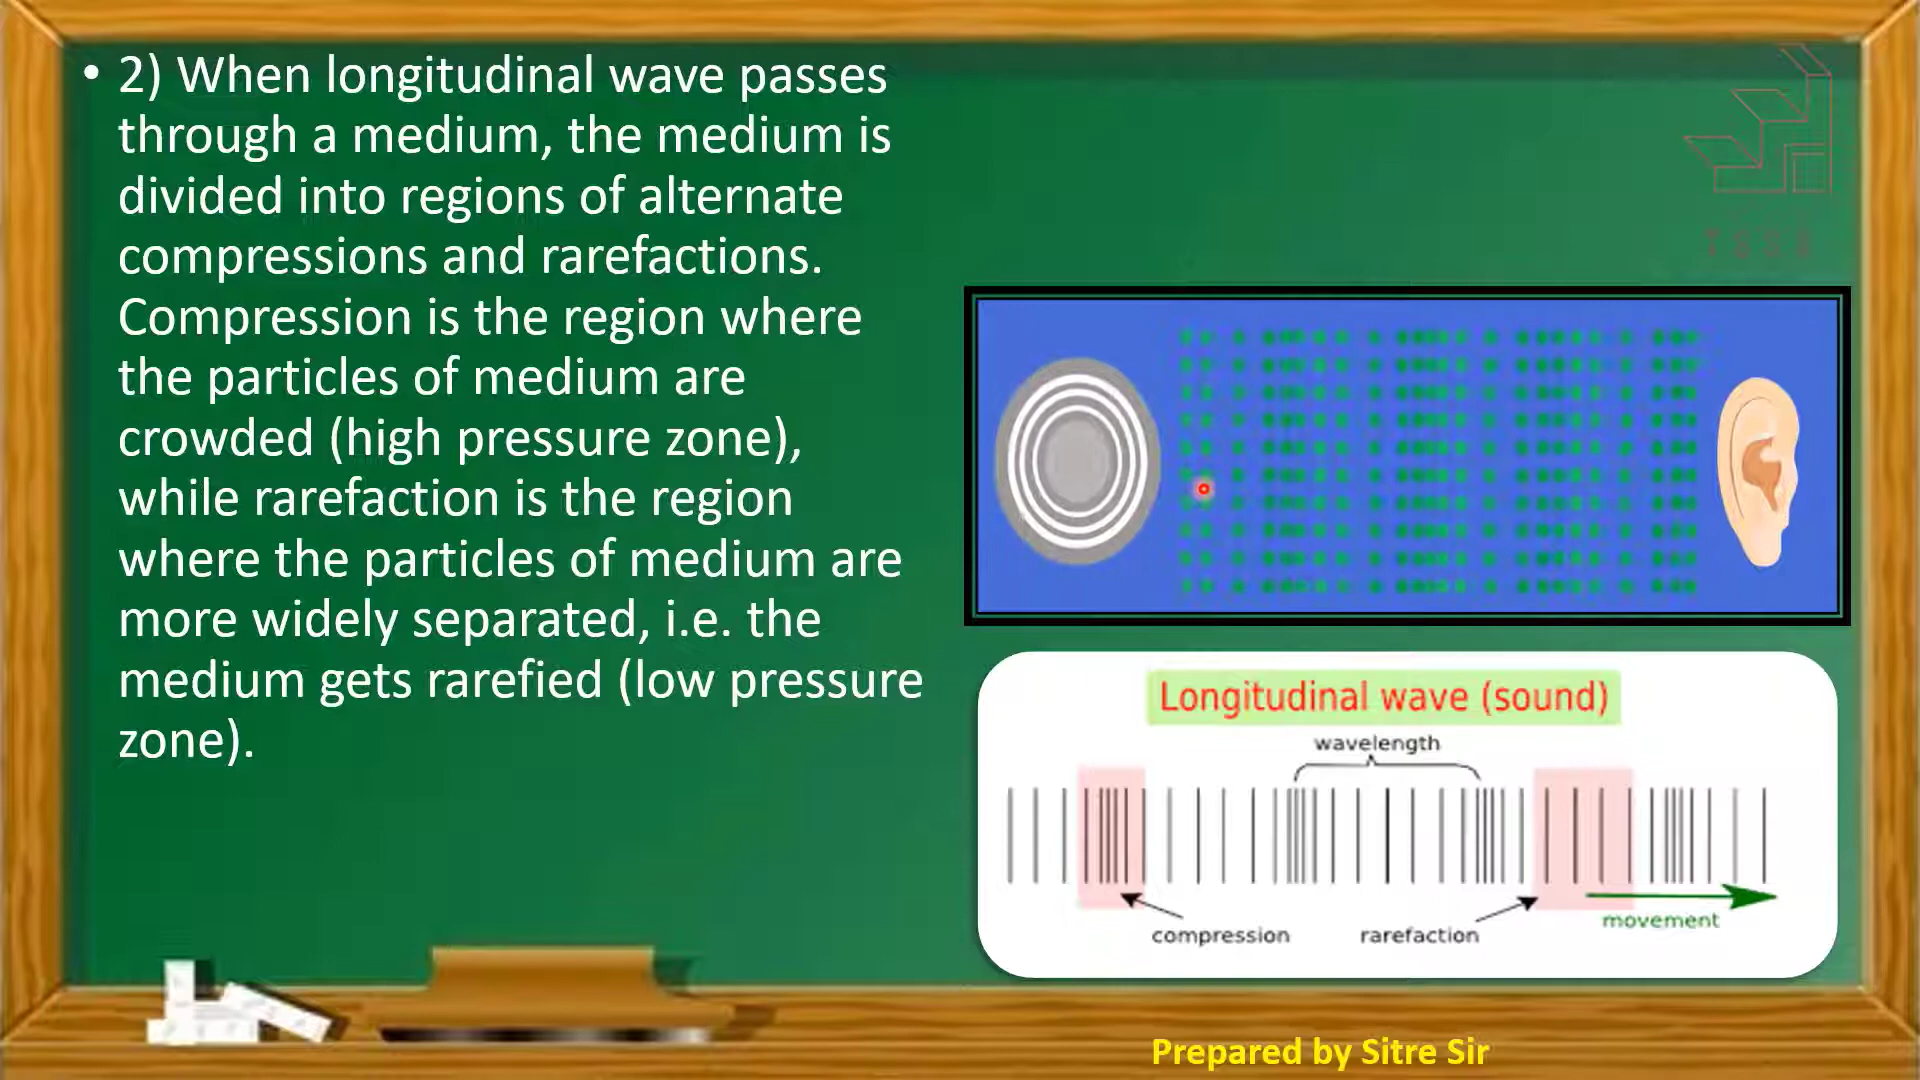 • 2) When longitudinal wave passes
through a medium, the medium is
divided into regions of alternate
compressions and rarefactions.
Compression is the region where
the particles of medium are
crowded (high pressure zone),
while rarefaction is the region
where the particles of medium are
more widely separated, i.e. the
medium gets rarefied (low pressure
zone).
Longitudinal wave (sound)
wavelength
compression
rarefaction
movement
Prepared by Sitre Sir